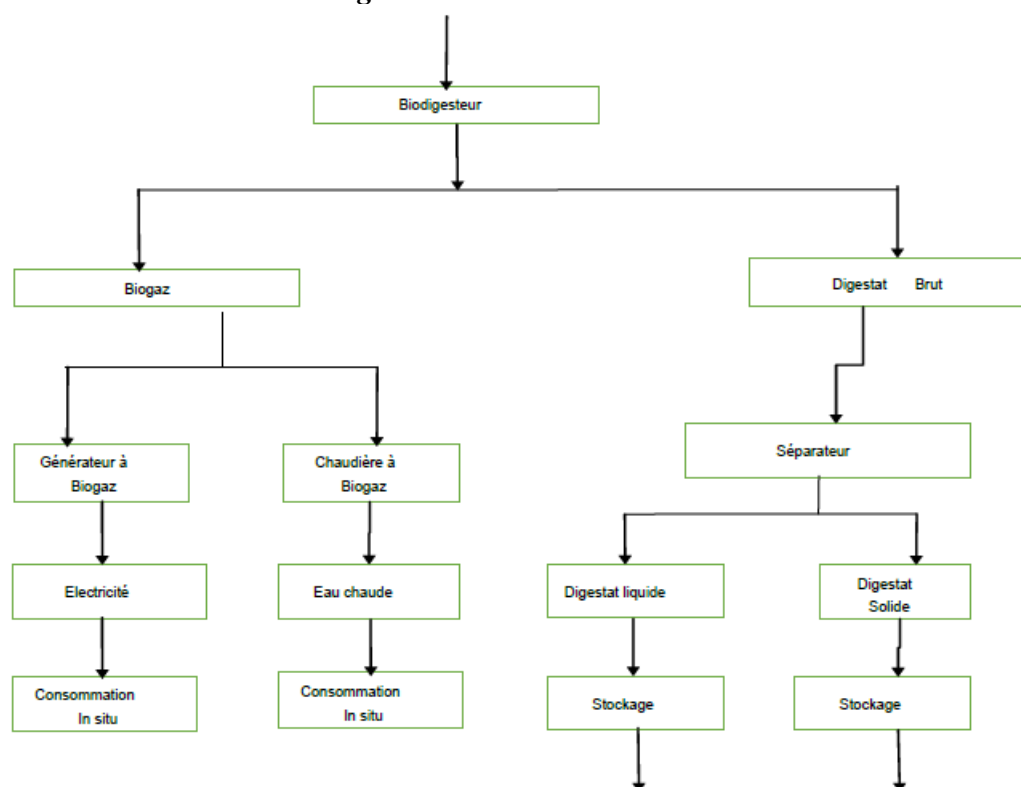 Biodigesteur
Biogaz
Digestat Brut
Générateur à
Biogaz
Chaudière à
Biogaz
Séparateur
Electricité
Eau chaude
Digestat liquide
Digestat
Solide
Consommation
In situ
Consommation
In situ
Stockage
Stockage